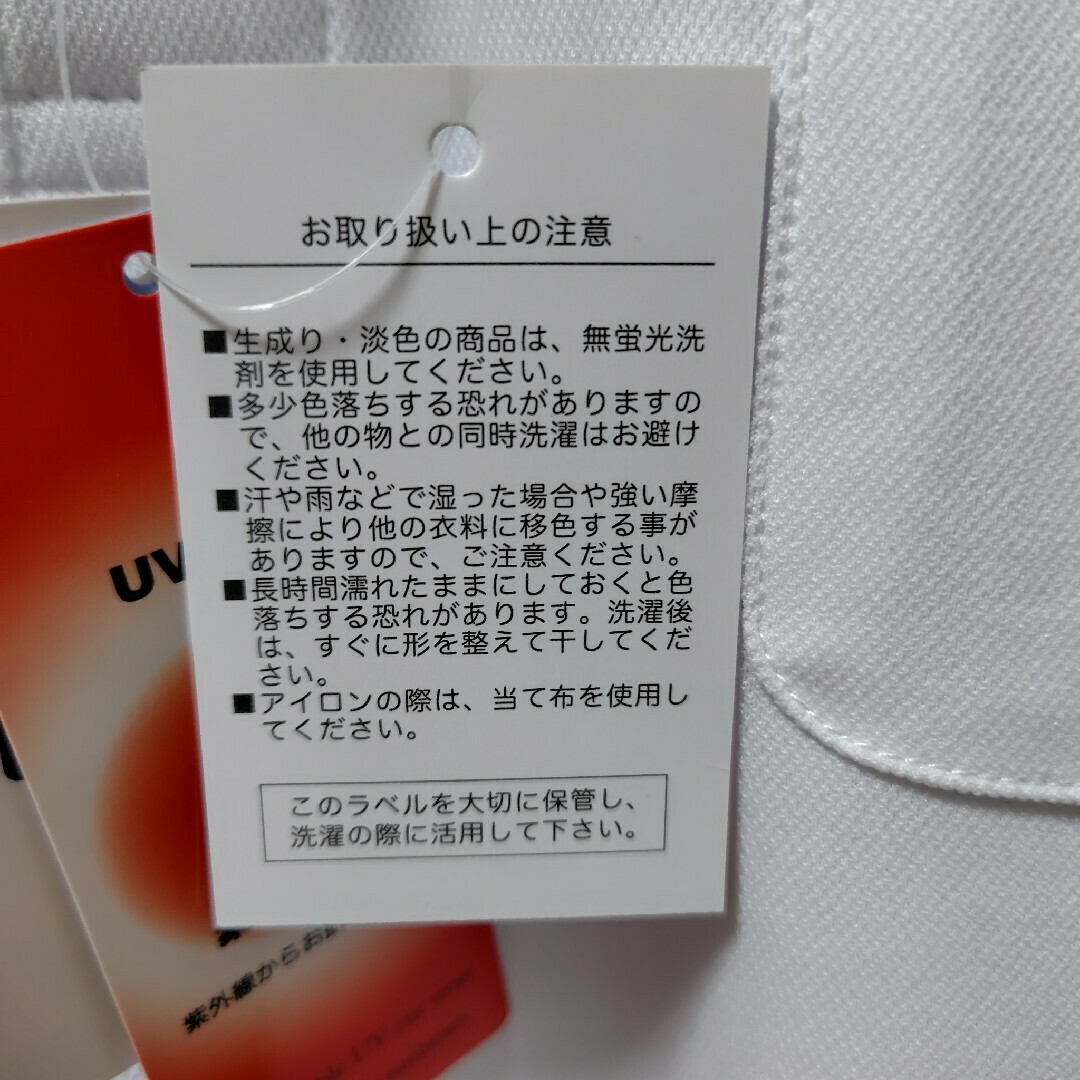 お取り扱い上の注意
■生成り・淡色の商品は、無蛍光洗
剤を使用してください。
■多少色落ちする恐れがありますの
で、他の物との同時洗濯はお避け
ください。
■汗や雨などで湿った場合や強い摩
擦により他の衣料に移色する事が
ありますので、ご注意ください。
■長時間濡れたままにしておくと色
落ちする恐れがあります。洗濯後
は、すぐに形を整えて干してくだ
さい。
■アイロンの際は、当て布を使用し
てください。
このラベルを大切に保管し、
洗濯の際に活用して下さい。
UV
紫外線からお